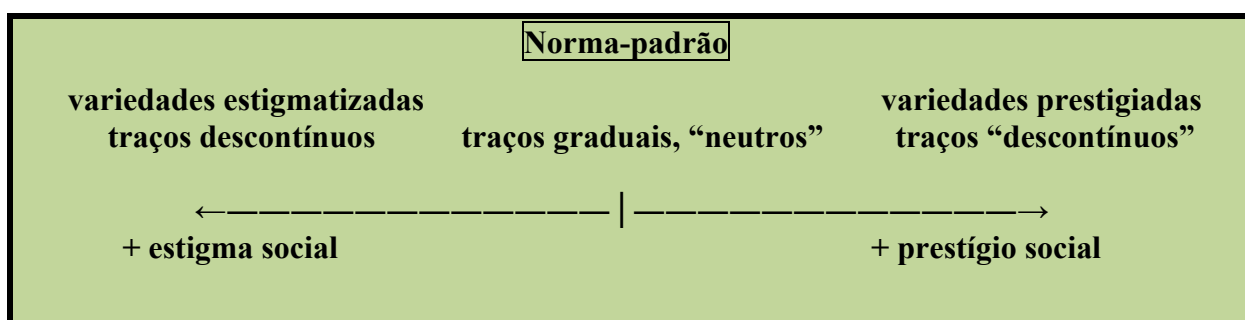 Norma-padrão
variedades estigmatizadas variedades prestigiadas
traços descontínuos traços graduais, “neutros” traços “descontínuos”
←————————————|————————————→
+ estigma social + prestígio social